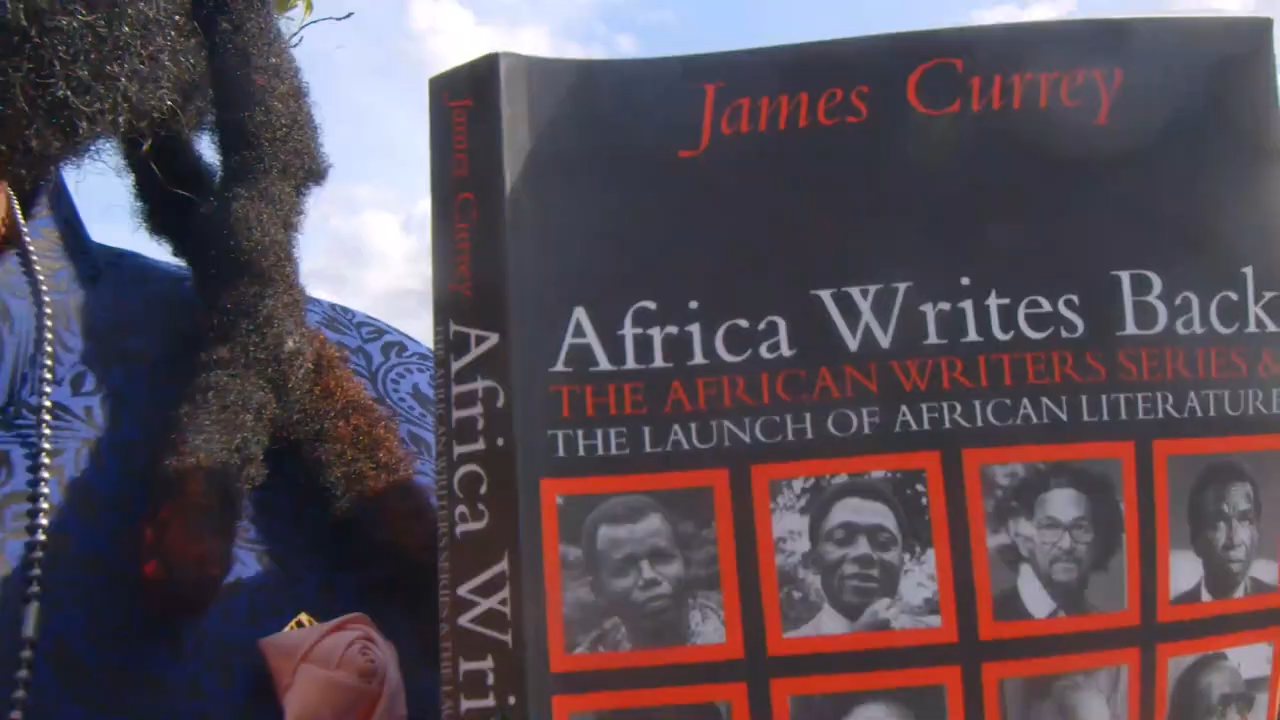 James Currey
Africa Writes Back
THE AFRICAN WRITERS SERIES &
THE LAUNCH OF AFRICAN LITERATURE
James Currey
Africa Wri